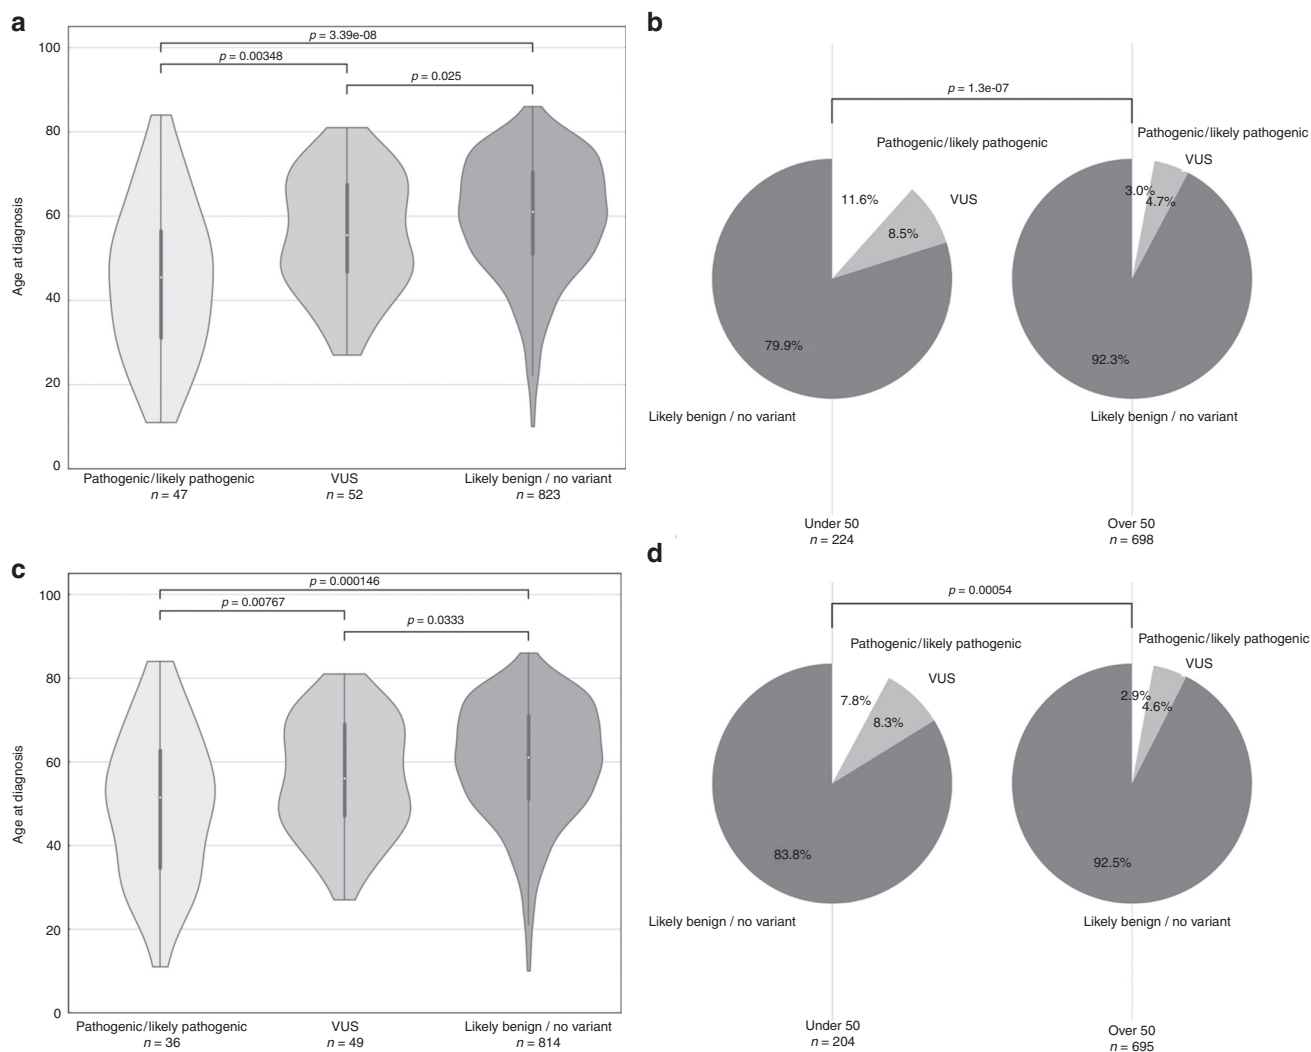 a
100
80
60
40
20
0
Age at diagnosis
p = 3.39e-08
p = 0.00348
p = 0.025
Pathogenic/likely pathogenic
n = 47
VUS
n = 52
Likely benign / no variant
n = 823
b
p = 1.3e-07
Pathogenic/likely pathogenic
VUS
11.6%
8.5%
79.9%
Likely benign / no variant
Under 50
n = 224
Pathogenic/likely pathogenic
VUS
3.0%
4.7%
92.3%
Likely benign / no variant
Over 50
n = 698
c
100
80
60
40
20
0
Age at diagnosis
p = 0.000146
p = 0.00767
p = 0.0333
Pathogenic/likely pathogenic
n = 36
VUS
n = 49
Likely benign / no variant
n = 814
d
p = 0.00054
Pathogenic/likely pathogenic
VUS
7.8%
8.3%
83.8%
Likely benign / no variant
Under 50
n = 204
Pathogenic/likely pathogenic
VUS
2.9%
4.6%
92.5%
Likely benign / no variant
Over 50
n = 695